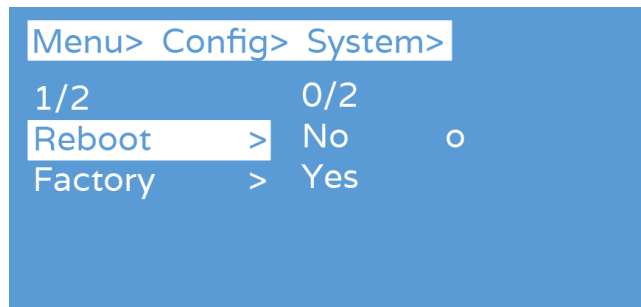 Menu> Config> System>
1/2 0/2
Reboot > No o
Factory > Yes